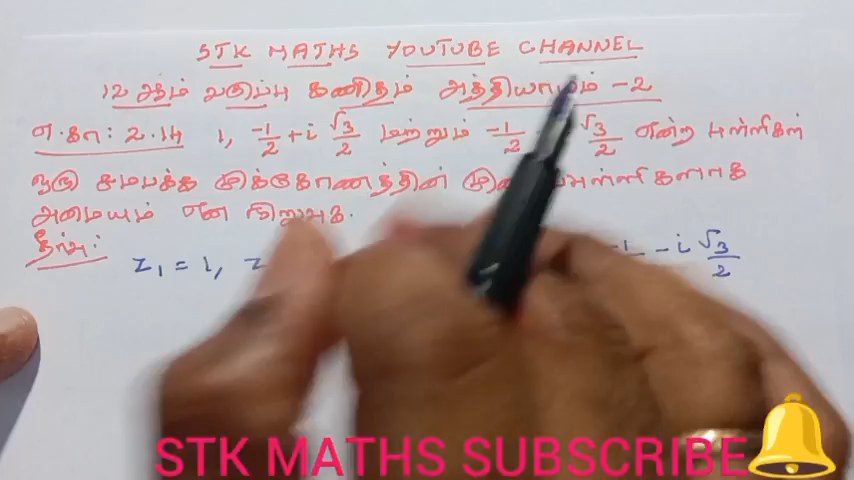 STK MATHS YOUTUBE CHANNEL
12 ஆம் வகுப்பு கணிதம் அத்தியாயம் -2
எ.கா: 2.14 1, -1/2 + i √3/2 மற்றும் -1/2 √3/2 என்ற புள்ளிகள்
ஒரு சமபக்க முக்கோணத்தின்
அமையும் என நிறுவுக.
தீர்வு:
Z₁ = 1, Z - i √3/2
STK MATHS SUBSCRIBE